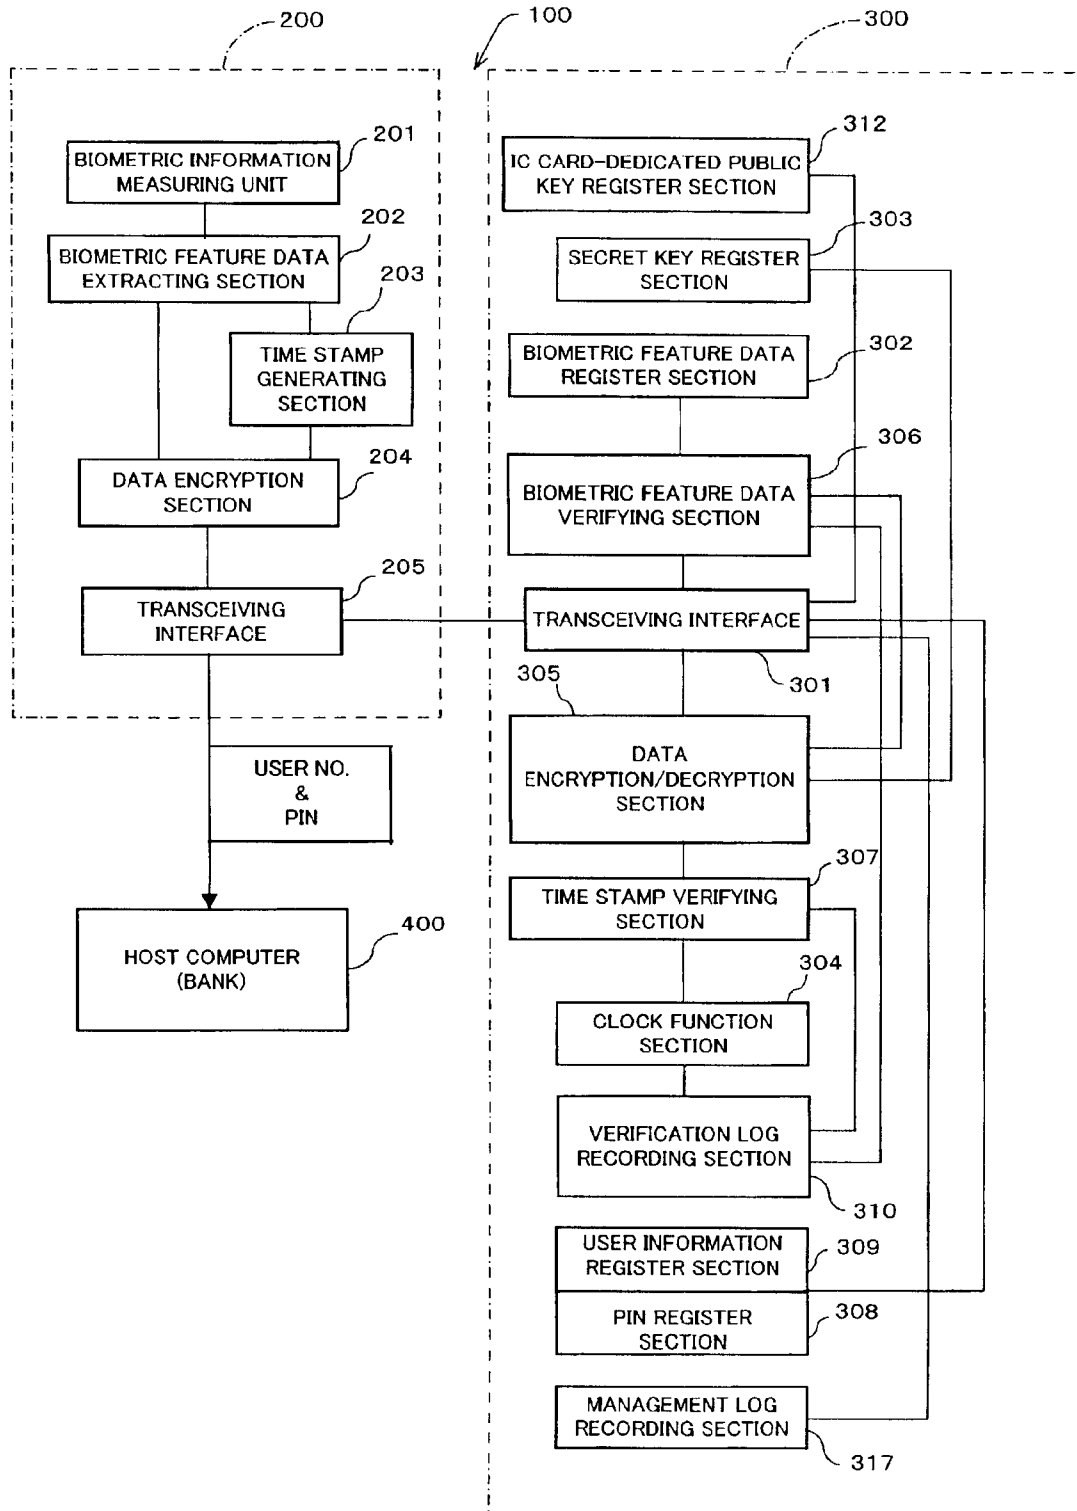 200
100
300
201
BIOMETRIC INFORMATION
MEASURING UNIT
202
BIOMETRIC FEATURE DATA
EXTRACTING SECTION
203
TIME STAMP
GENERATING
SECTION
204
DATA ENCRYPTION
SECTION
205
TRANSCEIVING
INTERFACE
USER NO.
&
PIN
400
HOST COMPUTER
(BANK)
312
IC CARD-DEDICATED PUBLIC
KEY REGISTER SECTION
303
SECRET KEY REGISTER
SECTION
302
BIOMETRIC FEATURE DATA
REGISTER SECTION
306
BIOMETRIC FEATURE DATA
VERIFYING SECTION
TRANSCEIVING INTERFACE
301
305
DATA
ENCRYPTION/DECRYPTION
SECTION
307
TIME STAMP VERIFYING
SECTION
304
CLOCK FUNCTION
SECTION
VERIFICATION LOG
RECORDING SECTION
310
USER INFORMATION
REGISTER SECTION
309
PIN REGISTER
SECTION
308
MANAGEMENT LOG
RECORDING SECTION
317